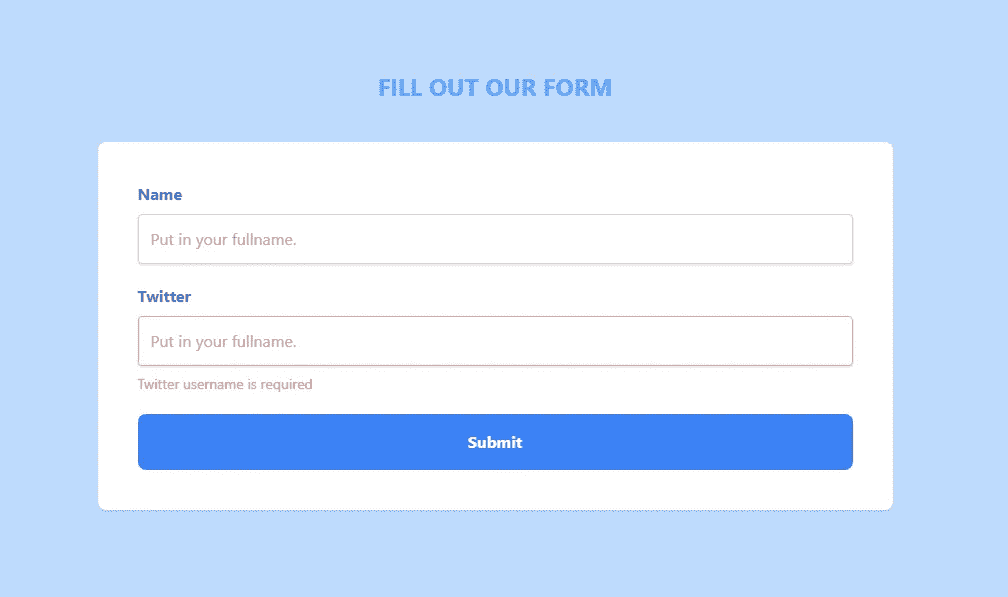 FILL OUT OUR FORM
Name
Put in your fullname.
Twitter
Put in your fullname.
Twitter username is required
Submit